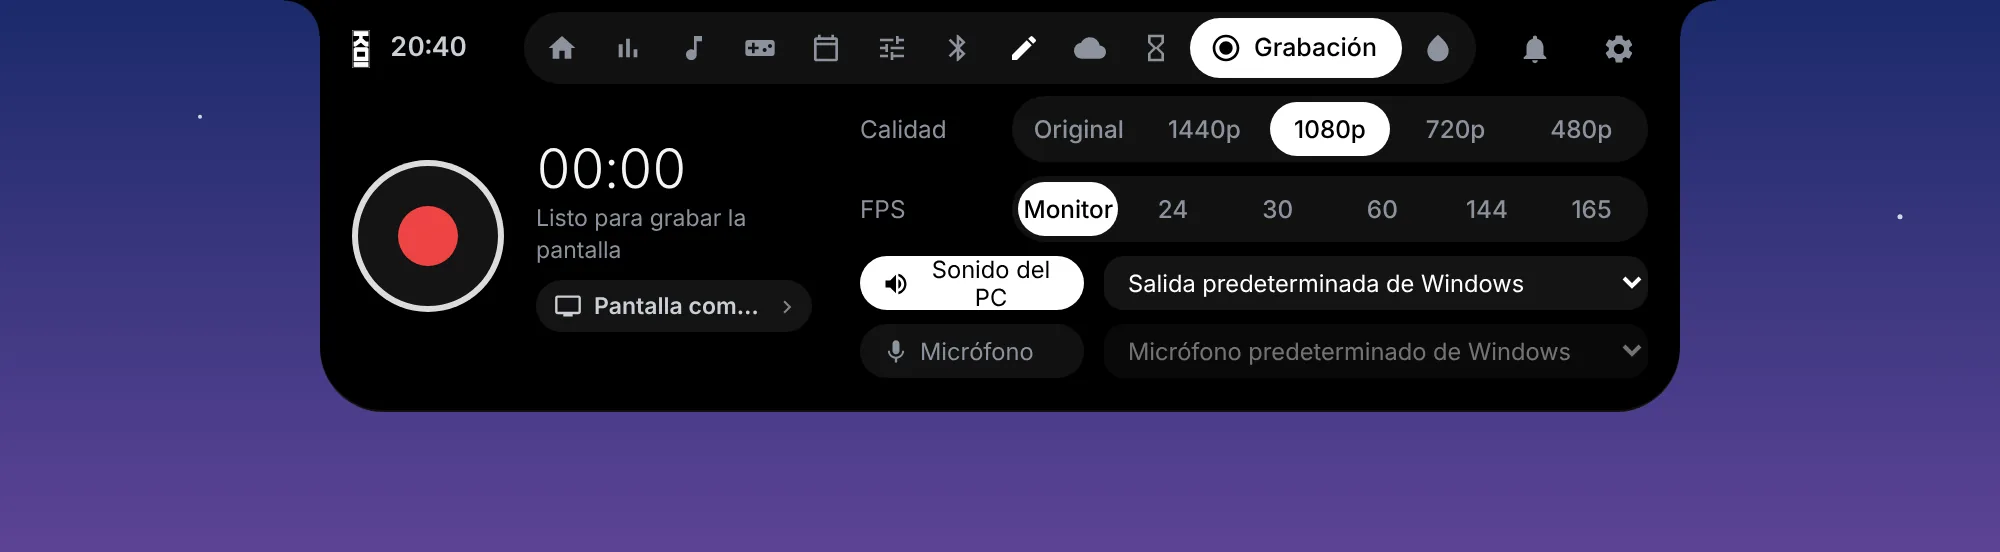 KOI
20:40
Grabación
00:00
Listo para grabar la
pantalla
Pantalla com...
Calidad
Original 1440p 1080p 720p 480p
FPS
Monitor 24 30 60 144 165
Sonido del
PC
Salida predeterminada de Windows
Micrófono
Micrófono predeterminado de Windows